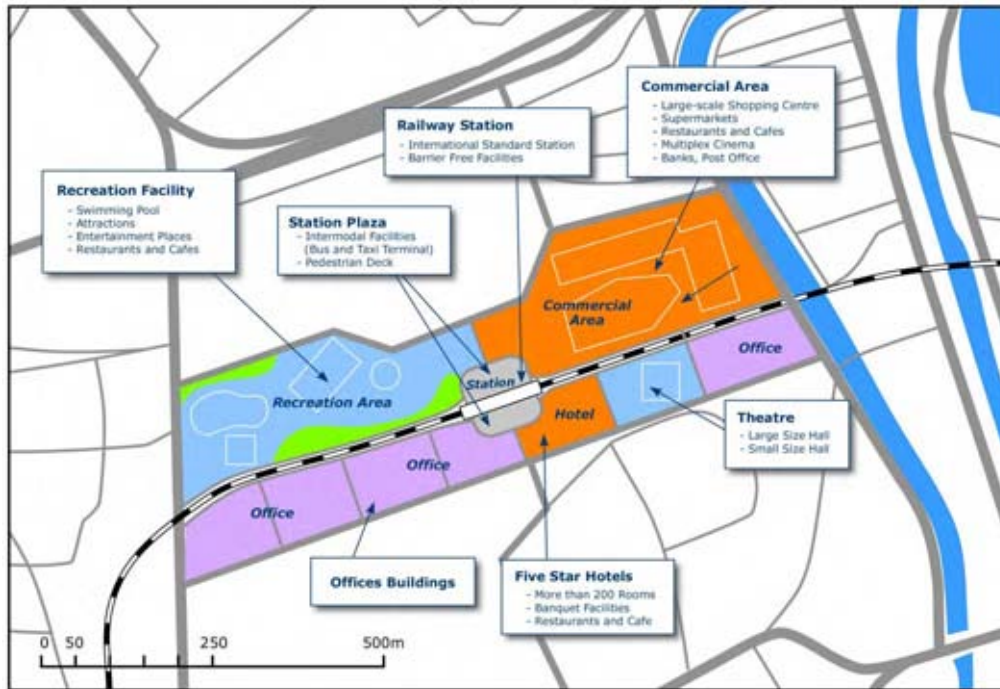 Commercial Area
- Large-scale Shopping Centre
- Supermarkets
- Restaurants and Cafes
- Multiplex Cinema
- Banks, Post Office
Railway Station
- International Standard Station
- Barrier Free Facilities
Recreation Facility
- Swimming Pool
- Attractions
- Entertainment Places
- Restaurants and Cafes
Station Plaza
- Intermodal Facilities
(Bus and Taxi Terminal)
- Pedestrian Deck
Commercial
Area
Office
Station
Recreation Area
Hotel
Theatre
- Large Size Hall
- Small Size Hall
Office
Office
Offices Buildings
Five Star Hotels
- More than 200 Rooms
- Banquet Facilities
- Restaurants and Cafe
0 50 250 500m